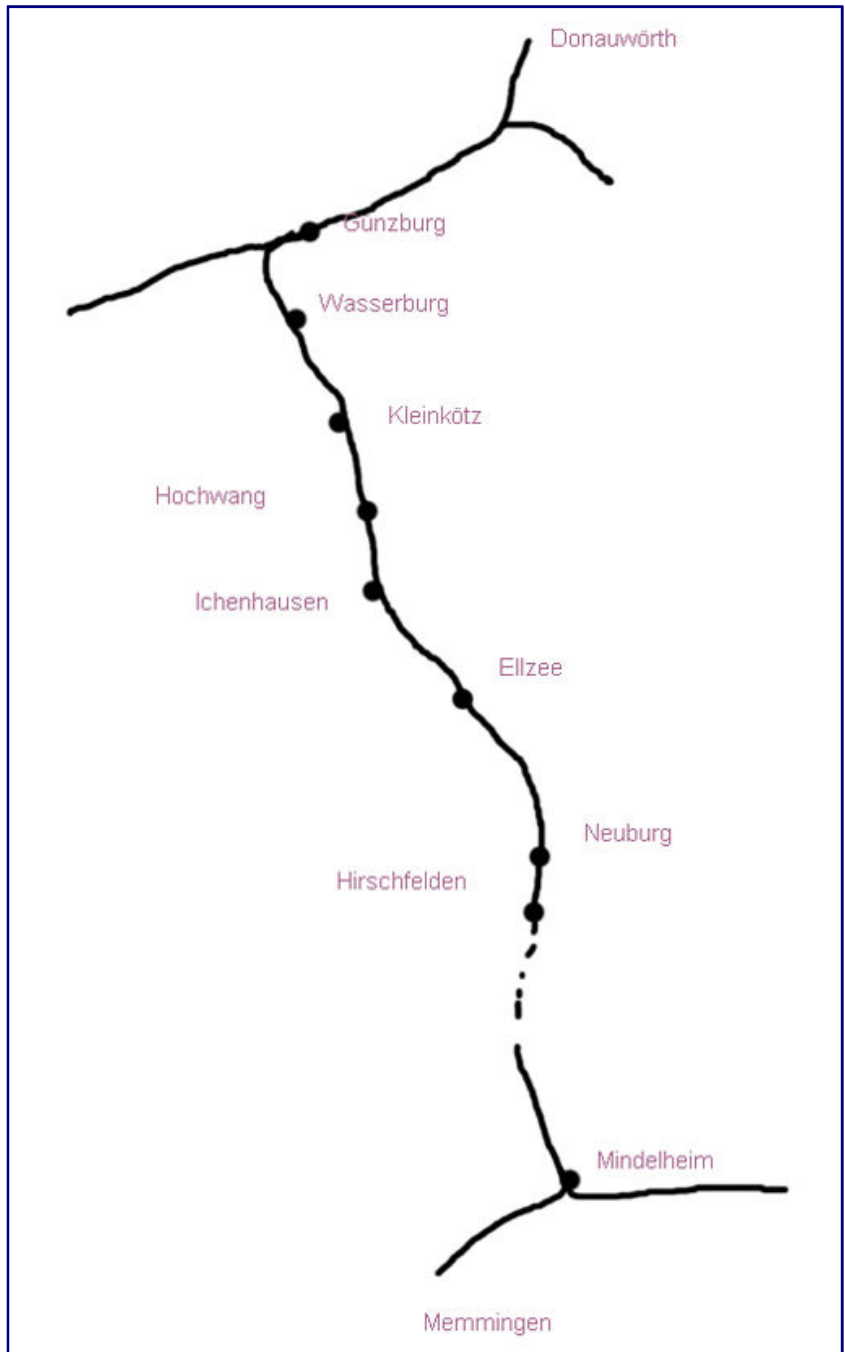 Donauwörth
Günzburg
Wasserburg
Kleinkötz
Hochwang
Ichenhausen
Ellzee
Neuburg
Hirschfelden
Mindelheim
Memmingen